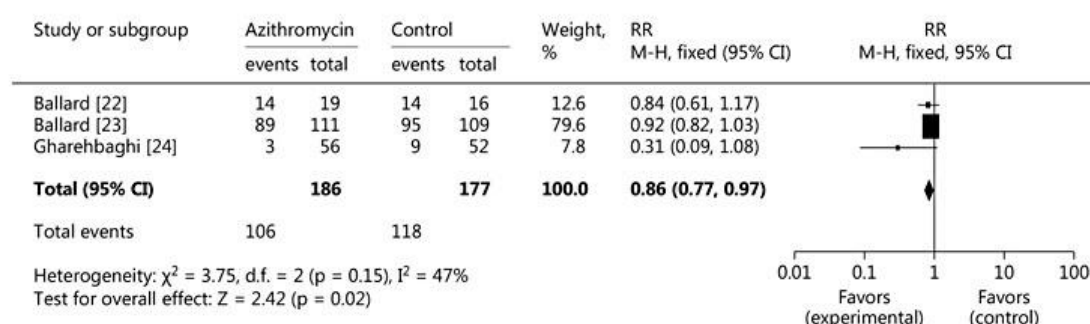 Study or subgroup Azithromycin Control Weight, % RR M-H, fixed (95% CI) RR M-H, fixed, 95% CI
events total events total
Ballard [22] 14 19 14 16 12.6 0.84 (0.61, 1.17)
Ballard [23] 89 111 95 109 79.6 0.92 (0.82, 1.03)
Gharehbaghi [24] 3 56 9 52 7.8 0.31 (0.09, 1.08)
Total (95% CI) 186 177 100.0 0.86 (0.77, 0.97)
Total events 106 118
Heterogeneity: χ² = 3.75, d.f. = 2 (p = 0.15), I² = 47%
Test for overall effect: Z = 2.42 (p = 0.02)
0.01 0.1 1 10 100
Favors (experimental) Favors (control)